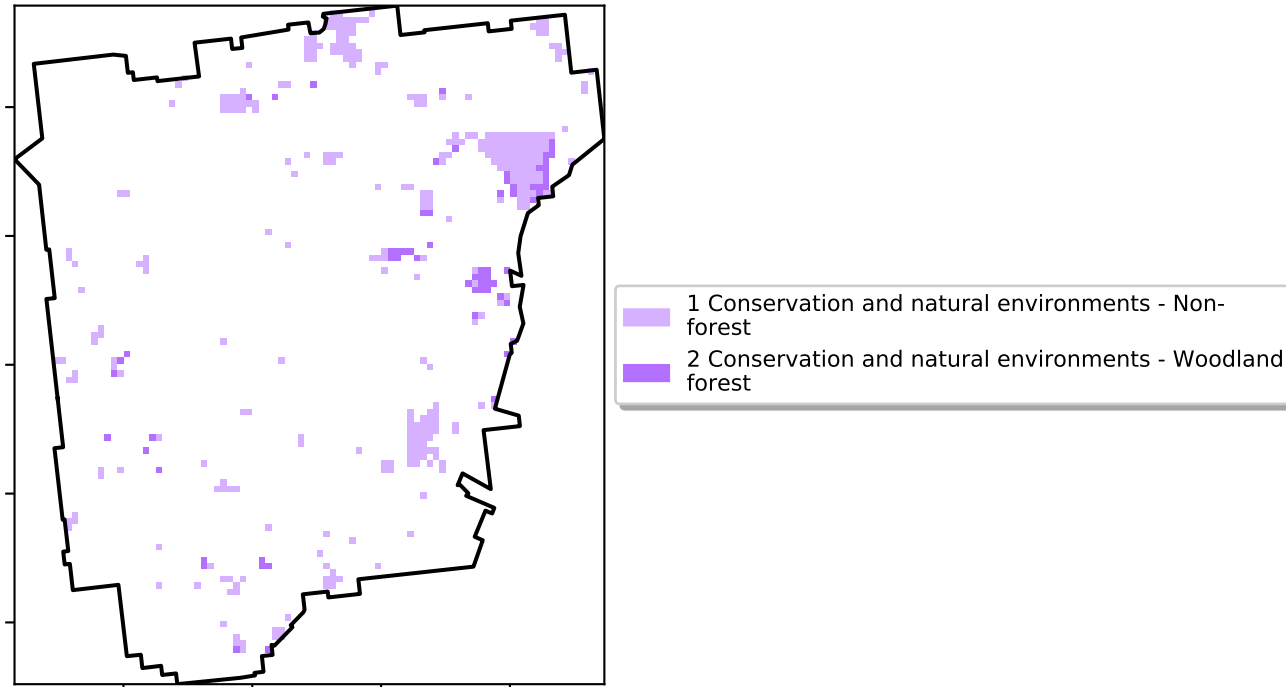 1 Conservation and natural environments - Non-
forest
2 Conservation and natural environments - Woodland
forest